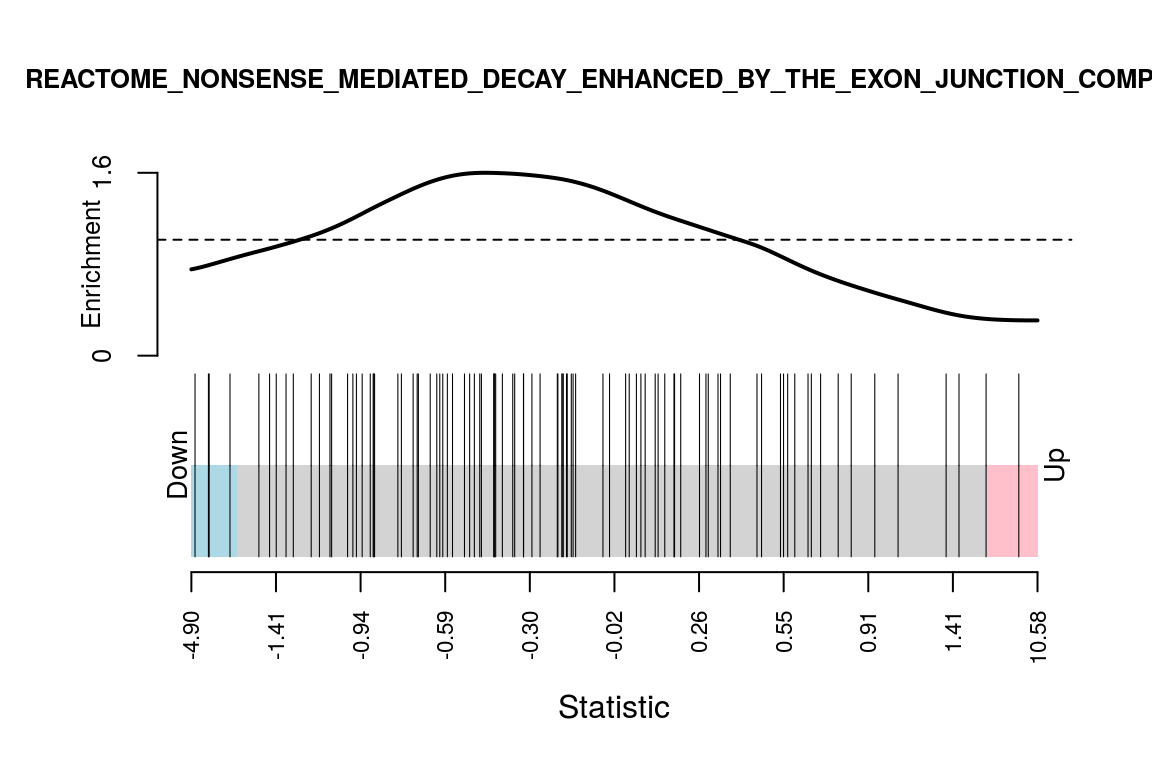 REACTOME_NONSENSE_MEDIATED_DECAY_ENHANCED_BY_THE_EXON_JUNCTION_COMP
Enrichment
1.6
0
Down
Up
-4.90 -1.41 -0.94 -0.59 -0.30 -0.02 0.26 0.55 0.91 1.41 10.58
Statistic